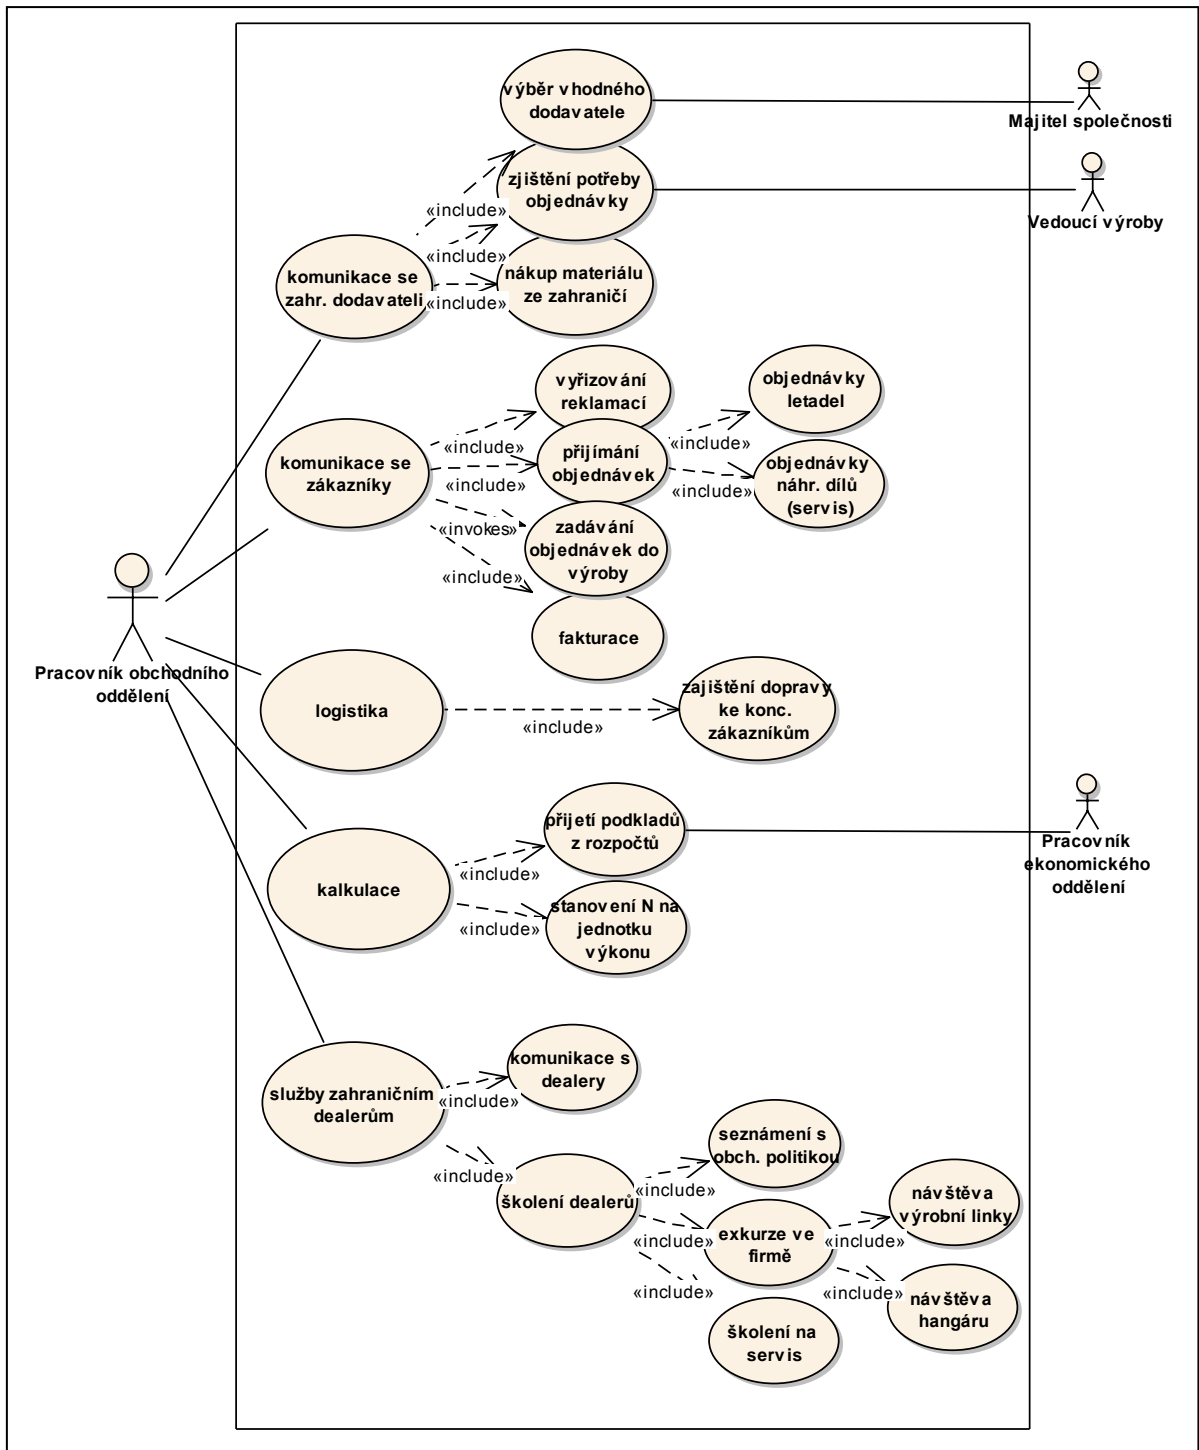 výběr vhodného
dodavatele
Majitel společnosti
zjištění potřeby
objednávky
Vedoucí výroby
«include»
«include»
komunikace se
zahr. dodavateli
«include»
nákup materiálu
ze zahraničí
vyřizování
reklamací
objednávky
letadel
«include»
«include»
komunikace se
zákazníky
přijímání
objednávek
objednávky
náhr. dílů
(servis)
«include»
«include»
«invokes»
zadávání
objednávek do
výroby
«include»
fakturace
Pracovník obchodního
oddělení
logistika
zajištění dopravy
ke konc.
zákazníkům
«include»
přijetí podkladů
z rozpočtů
Pracovník
ekonomického
oddělení
«include»
kalkulace
stanovení N na
jednotku
výkonu
«include»
komunikace s
dealery
služby zahraničním
dealerům
«include»
«include»
seznámení s
obch. politikou
školení dealerů
«include»
návštěva
výrobní linky
exkurze ve
firmě
«include»
«include»
«include»
«include»
návštěva
hangáru
školení na
servis